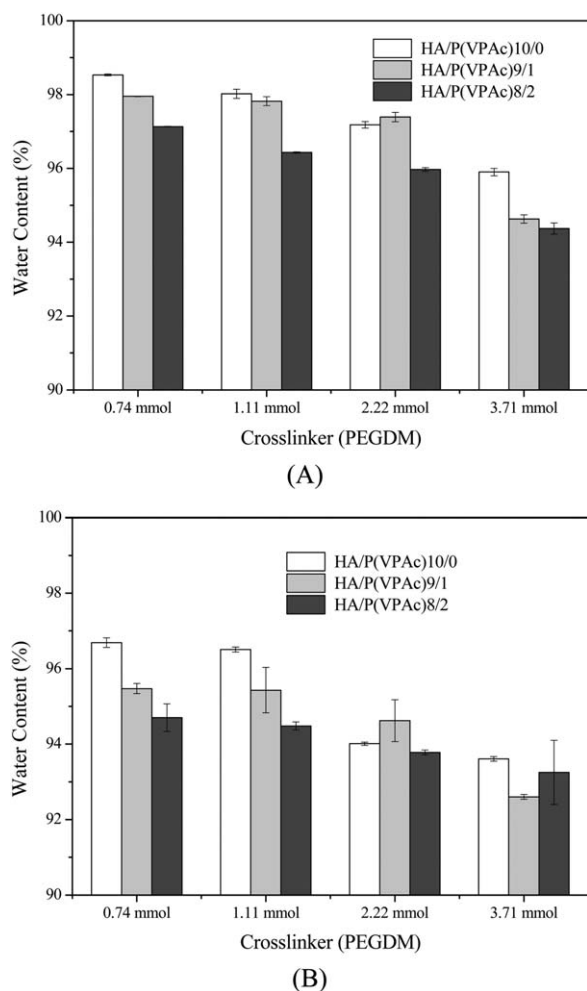 100
98
96
94
92
90
Water Content (%)
HA/P(VPAc)10/0
HA/P(VPAc)9/1
HA/P(VPAc)8/2
0.74 mmol 1.11 mmol 2.22 mmol 3.71 mmol
Crosslinker (PEGDM)
(A)
100
98
96
94
92
90
Water Content (%)
HA/P(VPAc)10/0
HA/P(VPAc)9/1
HA/P(VPAc)8/2
0.74 mmol 1.11 mmol 2.22 mmol 3.71 mmol
Crosslinker (PEGDM)
(B)